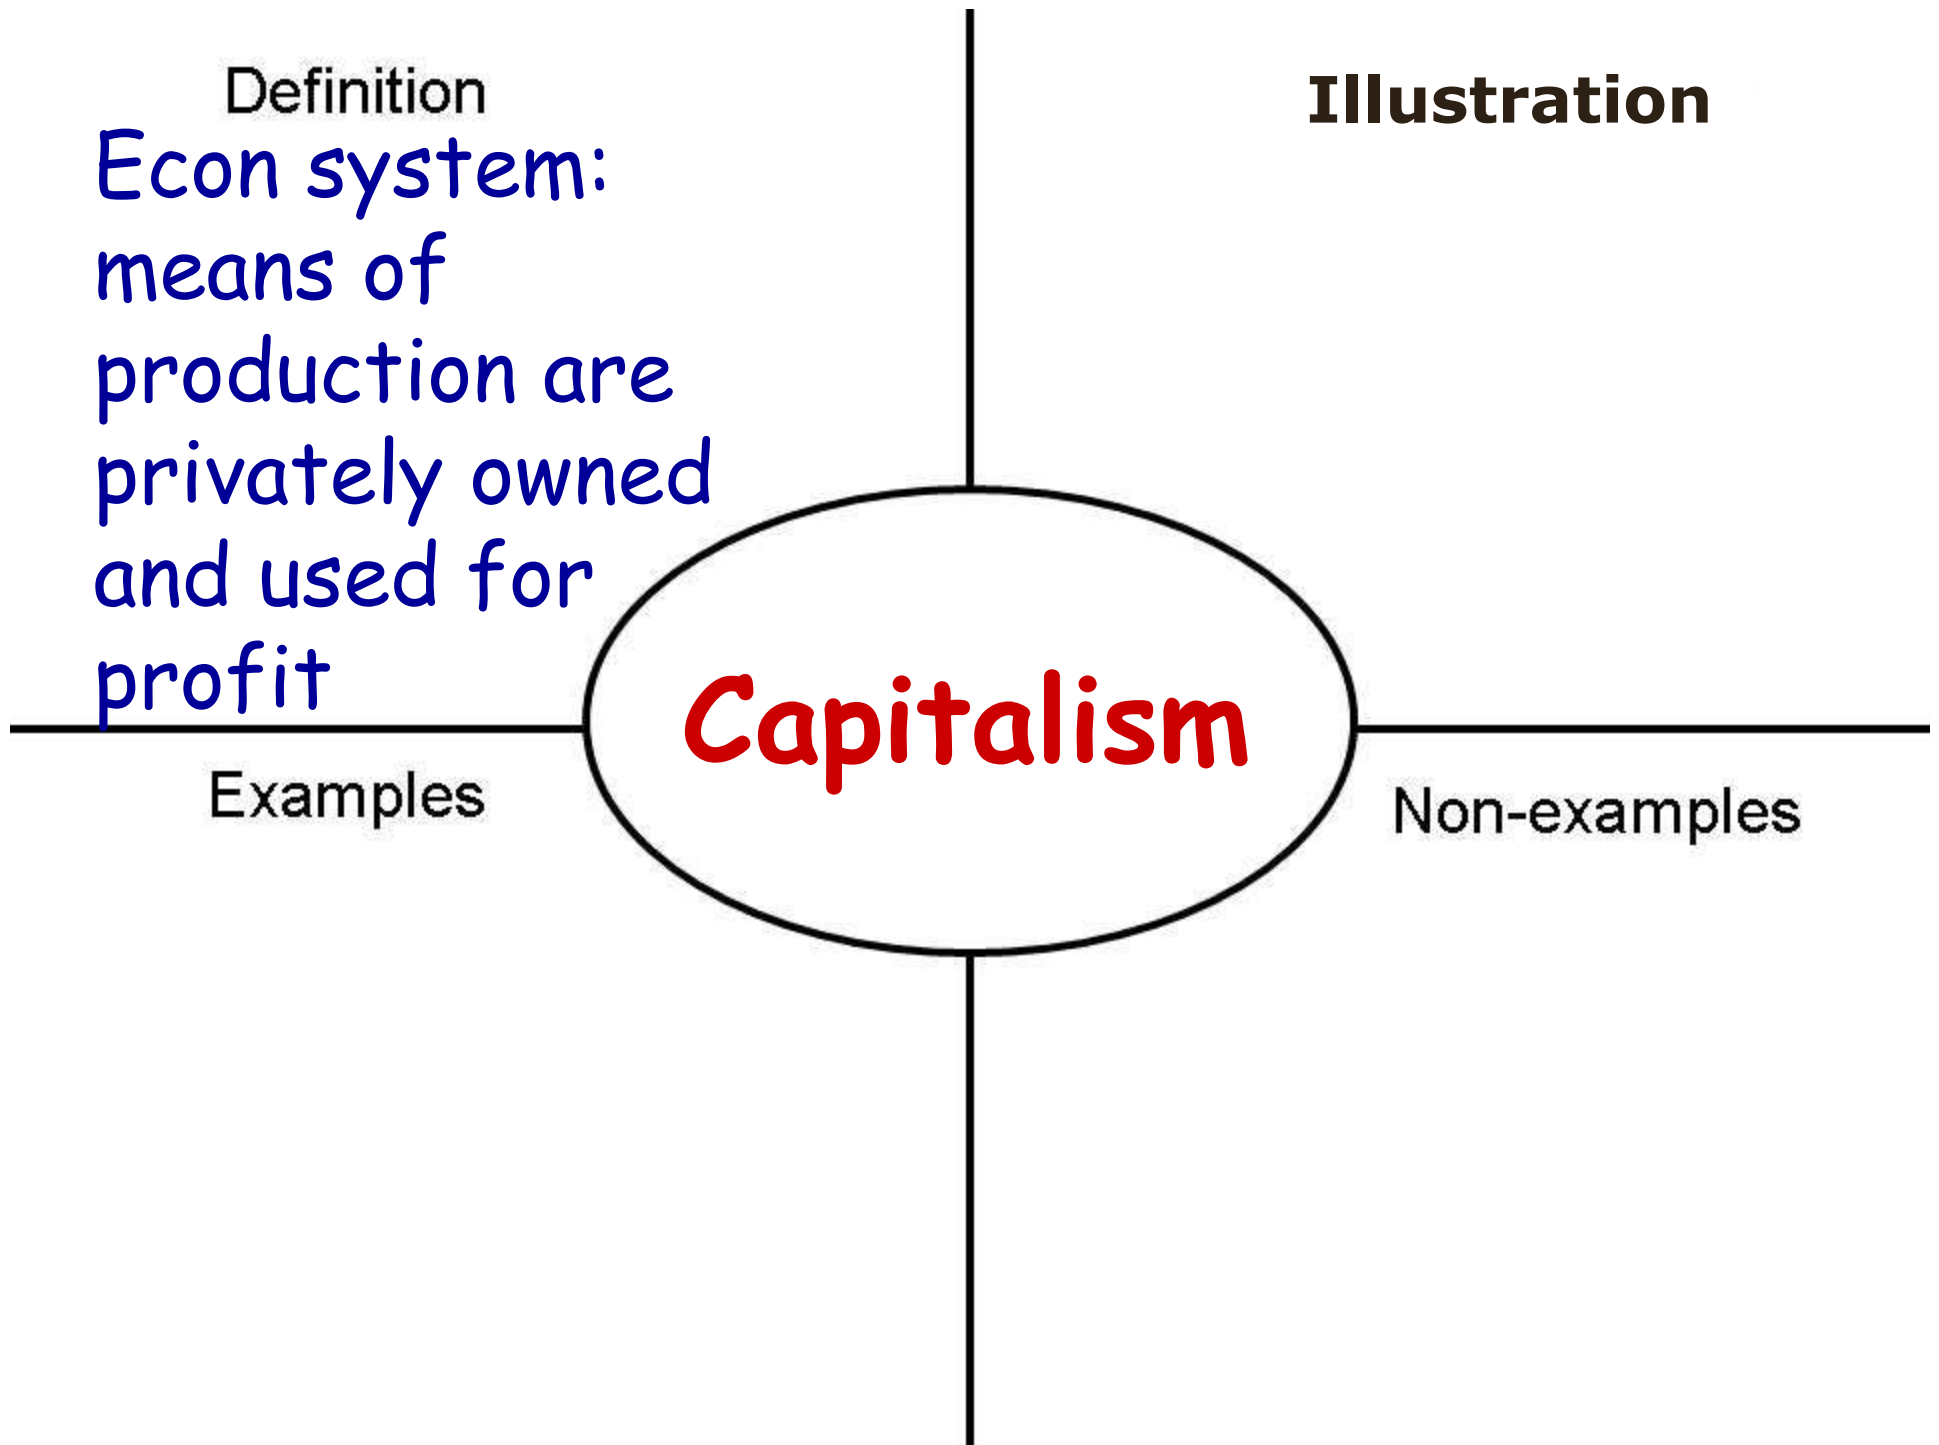 Definition
Econ system:
means of
production are
privately owned
and used for
profit
Illustration
Capitalism
Examples
Non-examples